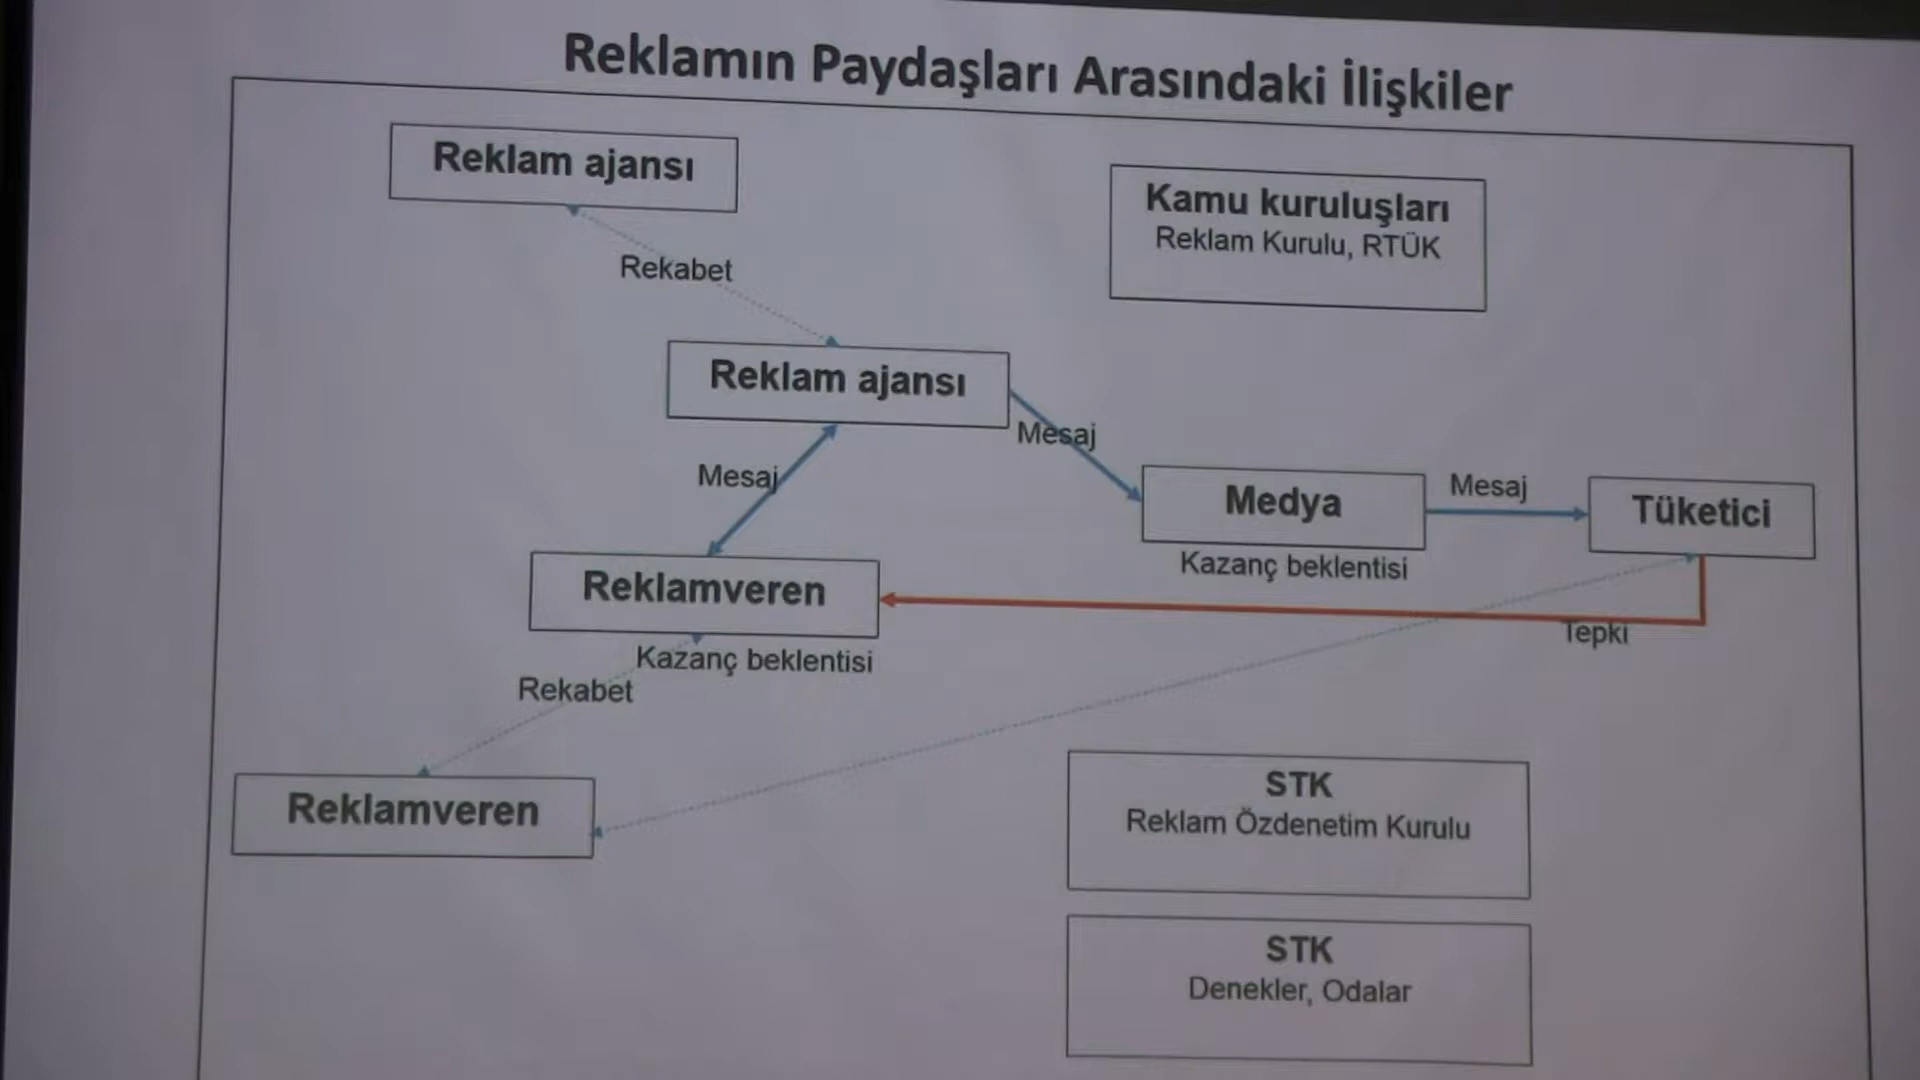 Reklamın Paydaşları Arasındaki İlişkiler
Reklam ajansı
Kamu kuruluşları
Reklam Kurulu, RTÜK
Rekabet
Reklam ajansı
Mesaj
Mesaj
Medya
Mesaj
Tüketici
Kazanç beklentisi
Reklamveren
Tepki
Kazanç beklentisi
Rekabet
Reklamveren
STK
Reklam Özdenetim Kurulu
STK
Denekler, Odalar